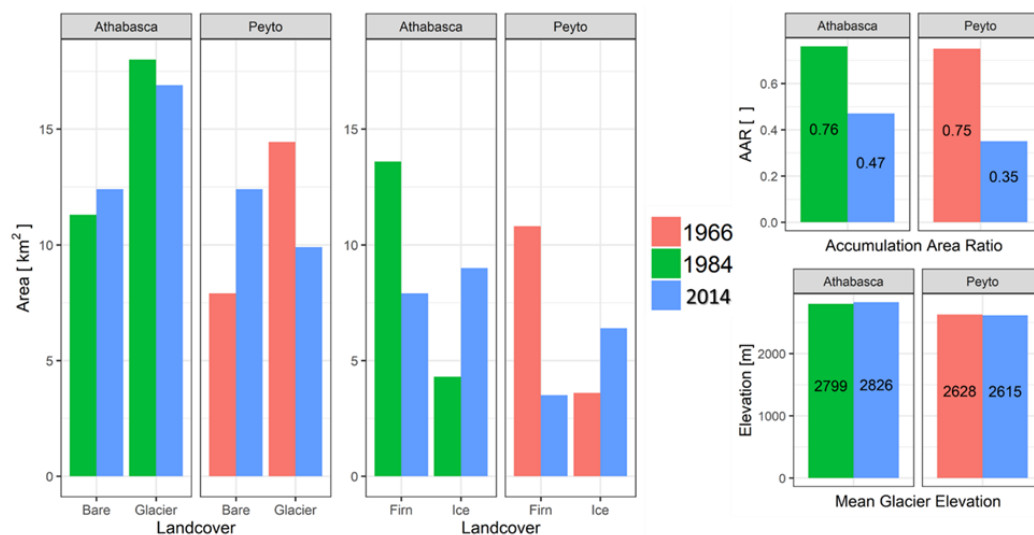 Athabasca
Peyto
Area [ km² ]
15
10
5
0
Bare
Glacier
Bare
Glacier
Landcover
Athabasca
Peyto
15
10
5
0
Firn
Ice
Firn
Ice
Landcover
1966
1984
2014
Athabasca
Peyto
AAR [ ]
0.6
0.4
0.2
0.0
0.76
0.47
0.75
0.35
Accumulation Area Ratio
Athabasca
Peyto
Elevation [m]
2000
1000
0
2799
2826
2628
2615
Mean Glacier Elevation